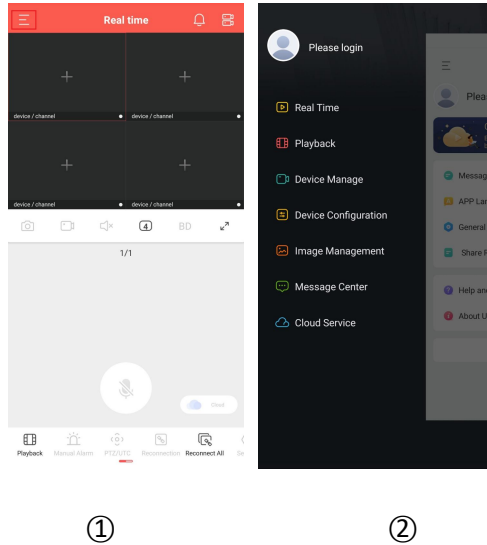 Real time
device / channel
device / channel
device / channel
device / channel
4
BD
1/1
Cloud
Playback
Manual Alarm
PTZ/UTC
Reconnection
Reconnect All
①
Please login
Real Time
Playback
Device Manage
Device Configuration
Image Management
Message Center
Cloud Service
Plea
Messag
APP Lan
General
Share F
Help an
About U
②